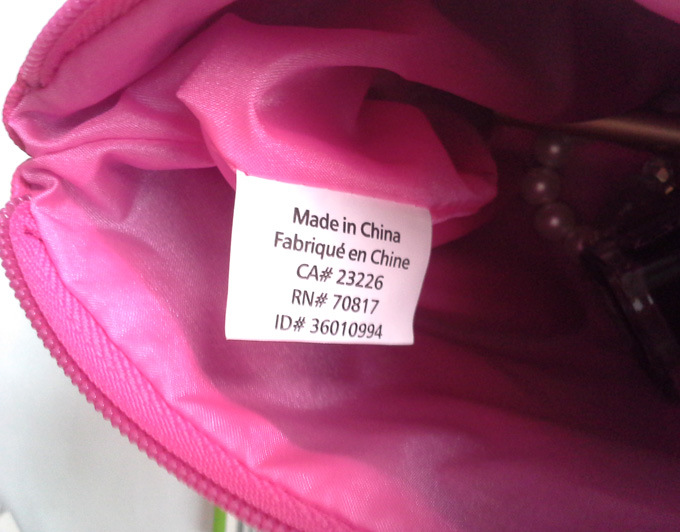 Made in China
Fabriqué en Chine
CA# 23226
RN# 70817
ID# 36010994